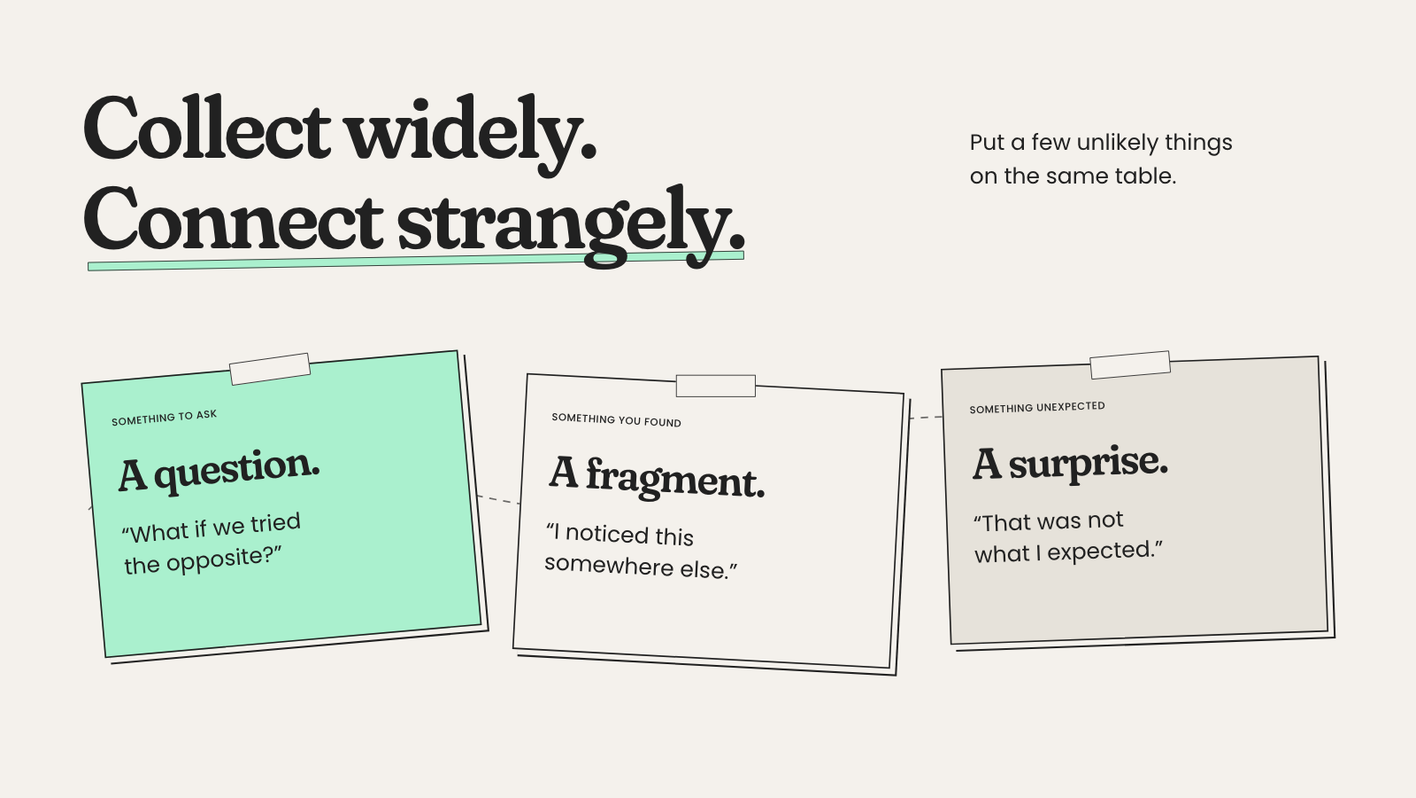 Collect widely.
Connect strangely.
Put a few unlikely things
on the same table.
SOMETHING TO ASK
A question.
“What if we tried
the opposite?”
SOMETHING YOU FOUND
A fragment.
“I noticed this
somewhere else.”
SOMETHING UNEXPECTED
A surprise.
“That was not
what I expected.”